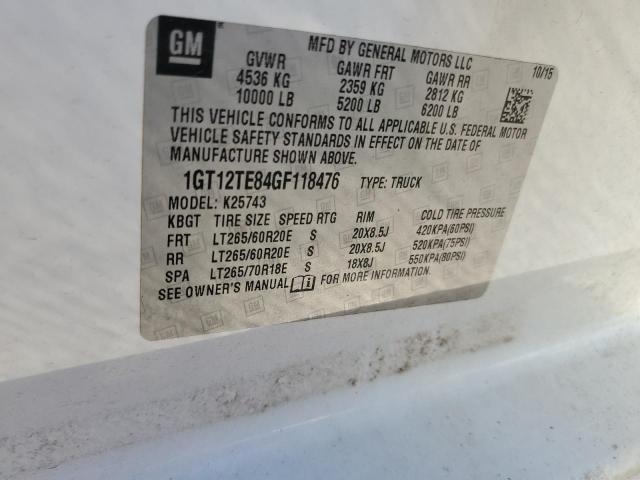 GM
MFD BY GENERAL MOTORS LLC
10/15
GVWR GAWR FRT GAWR RR
4536 KG 2359 KG 2812 KG
10000 LB 5200 LB 6200 LB
THIS VEHICLE CONFORMS TO ALL APPLICABLE U.S. FEDERAL MOTOR
VEHICLE SAFETY STANDARDS IN EFFECT ON THE DATE OF
MANUFACTURE SHOWN ABOVE.
1GT12TE84GF118476 TYPE: TRUCK
MODEL: K25743
KBGT TIRE SIZE SPEED RTG RIM COLD TIRE PRESSURE
FRT LT265/60R20E S 20X8.5J 420KPA(60PSI)
RR LT265/60R20E S 20X8.5J 520KPA(75PSI)
SPA LT265/70R18E S 18X8J 550KPA(80PSI)
SEE OWNER'S MANUAL FOR MORE INFORMATION.